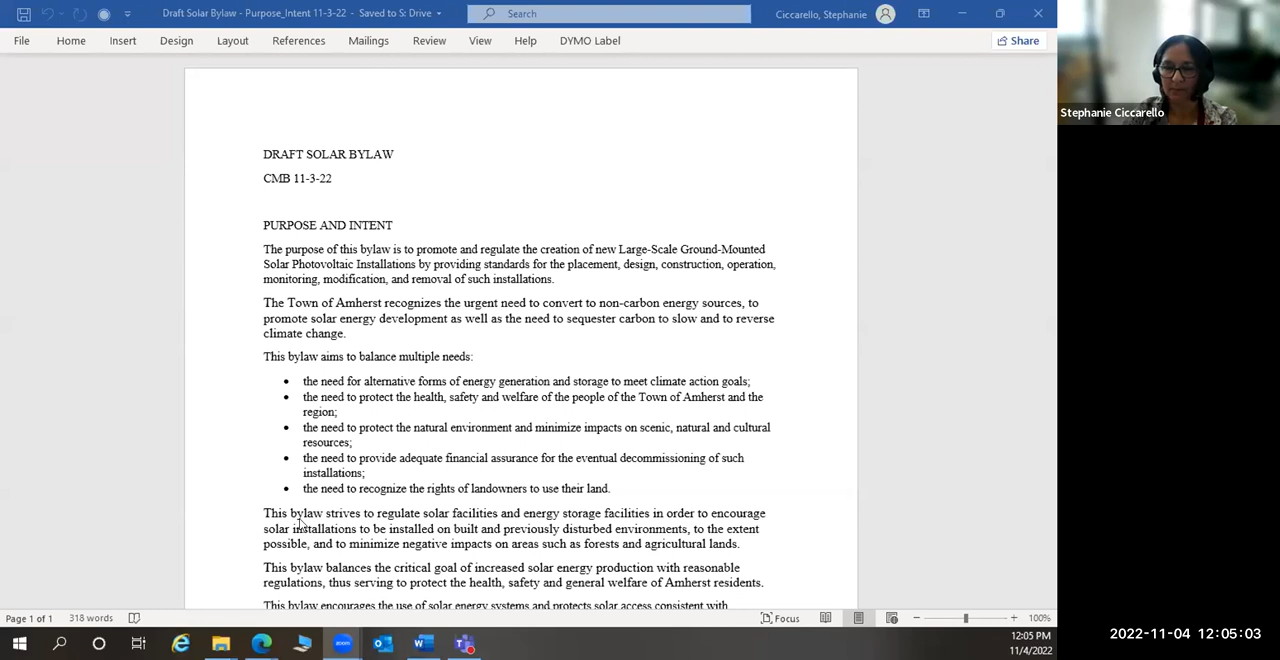 Draft Solar Bylaw - Purpose_Intent 11-3-22 - Saved to S: Drive
Search
Ciccarello, Stephanie
File Home Insert Design Layout References Mailings Review View Help DYMO Label Share
Stephanie Ciccarello
DRAFT SOLAR BYLAW
CMB 11-3-22
PURPOSE AND INTENT
The purpose of this bylaw is to promote and regulate the creation of new Large-Scale Ground-Mounted
Solar Photovoltaic Installations by providing standards for the placement, design, construction, operation,
monitoring, modification, and removal of such installations.
The Town of Amherst recognizes the urgent need to convert to non-carbon energy sources, to
promote solar energy development as well as the need to sequester carbon to slow and to reverse
climate change.
This bylaw aims to balance multiple needs:
• the need for alternative forms of energy generation and storage to meet climate action goals;
• the need to protect the health, safety and welfare of the people of the Town of Amherst and the
region;
• the need to protect the natural environment and minimize impacts on scenic, natural and cultural
resources;
• the need to provide adequate financial assurance for the eventual decommissioning of such
installations;
• the need to recognize the rights of landowners to use their land.
This bylaw strives to regulate solar facilities and energy storage facilities in order to encourage
solar installations to be installed on built and previously disturbed environments, to the extent
possible, and to minimize negative impacts on areas such as forests and agricultural lands.
This bylaw balances the critical goal of increased solar energy production with reasonable
regulations, thus serving to protect the health, safety and general welfare of Amherst residents.
This bylaw encourages the use of solar energy systems and protects solar access consistent with
Page 1 of 1 318 words Focus 100%
12:05 PM
11/4/2022
2022-11-04 12:05:03